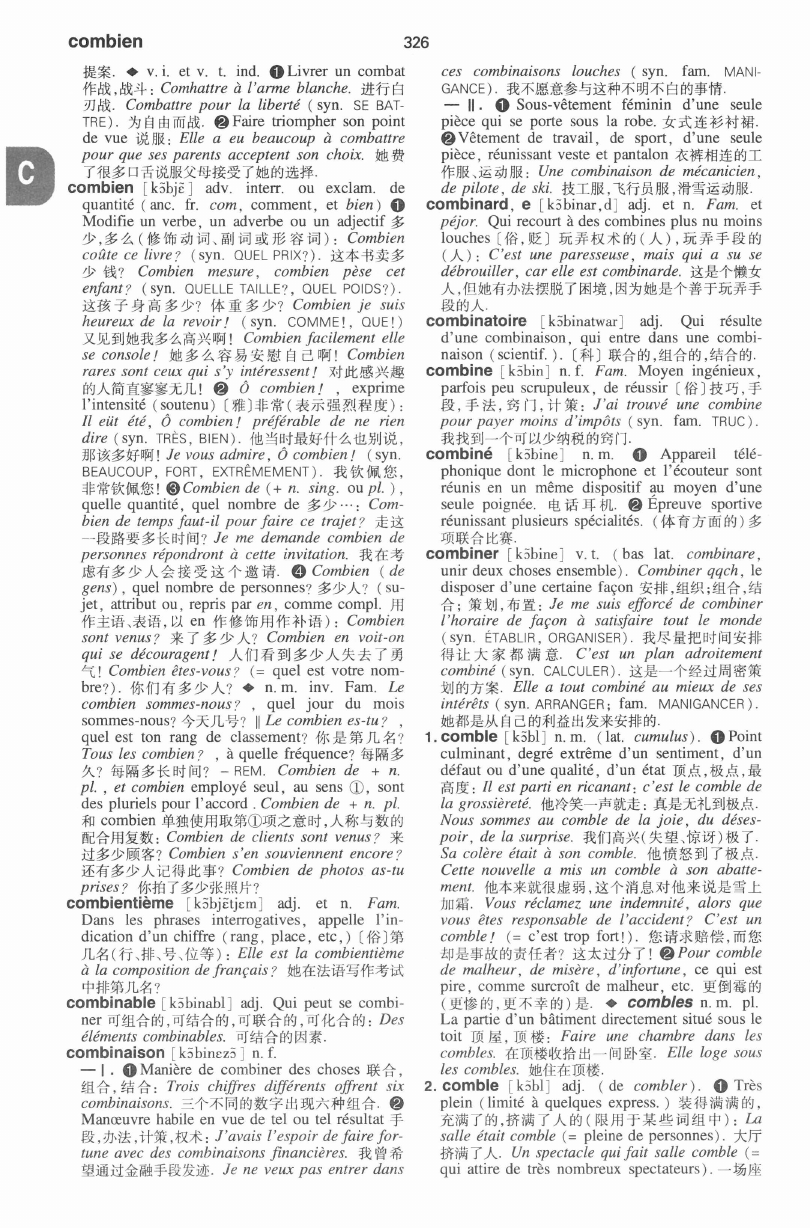 combien
326
提案. ◆ v. i. et v. t. ind. ❶Livrer un combat
作战,战斗: Comhattre à l'arme blanche. 进行白
刃战. Combattre pour la liberté ( syn. SE BAT-
TRE) . 为自由而战. ❷Faire triompher son point
de vue 说服: Elle a eu beaucoup à combattre
pour que ses parents acceptent son choix. 她费
了很多口舌说服父母接受了她的选择.
C
combien [kɔ̃bjɛ̃] adv. interr. ou exclam. de
quantité ( anc. fr. com, comment, et bien) ❶
Modifie un verbe, un adverbe ou un adjectif 多
少,多么(修饰动词、副词或形容词): Combien
coûte ce livre? (syn. QUEL PRIX?). 这本书卖多
少钱? Combien mesure, combien pèse cet
enfant? (syn. QUELLE TAILLE?, QUEL POIDS?).
这孩子身高多少? 体重多少? Combien je suis
heureux de la revoir! (syn. COMME!, QUE!)
又见到她我多么高兴啊! Combien facilement elle
se console! 她多么容易安慰自己啊! Combien
rares sont ceux qui s'y intéressent! 对此感兴趣
的人简直寥寥无几! ❷ Ô combien! , exprime
l'intensité (soutenu) 〔雅〕非常(表示强烈程度):
Il eût été, Ô combien! préférable de ne rien
dire (syn. TRÈS, BIEN). 他当时最好什么也别说,
那该多好啊! Je vous admire, Ô combien! (syn.
BEAUCOUP, FORT, EXTRÊMEMENT). 我钦佩您,
非常钦佩您! ❸Combien de (+ n. sing. ou pl. ) ,
quelle quantité, quel nombre de 多少…: Com-
bien de temps faut-il pour faire ce trajet? 走这
一段路要多长时间? Je me demande combien de
personnes répondront à cette invitation. 我在考
虑有多少人会接受这个邀请. ❹ Combien ( de
gens) , quel nombre de personnes? 多少人? ( su-
jet, attribut ou, repris par en, comme compl. 用
作主语、表语,以 en 作修饰用作补语): Combien
sont venus? 来了多少人? Combien en voit-on
qui se découragent! 人们看到多少人失去了勇
气! Combien êtes-vous? (= quel est votre nom-
bre?). 你们有多少人? ◆ n. m. inv. Fam. Le
combien sommes-nous? , quel jour du mois
sommes-nous? 今天几号? ‖ Le combien es-tu? ,
quel est ton rang de classement? 你是第几名?
Tous les combien? , à quelle fréquence? 每隔多
久? 每隔多长时间? – REM. Combien de + n.
pl. , et combien employé seul, au sens ①, sont
des pluriels pour l'accord . Combien de + n. pl.
和 combien 单独使用取第①项之意时,人称与数的
配合用复数: Combien de clients sont venus? 来
过多少顾客? Combien s'en souviennent encore?
还有多少人记得此事? Combien de photos as-tu
prises? 你拍了多少张照片?
combientième [kɔ̃bjɛ̃tjɛm] adj. et n. Fam.
Dans les phrases interrogatives, appelle l'in-
dication d'un chiffre (rang, place, etc,) 〔俗〕第
几名(行、排、号、位等): Elle est la combientième
à la composition de français? 她在法语写作考试
中排第几名?
combinable [kɔ̃binabl] adj. Qui peut se combi-
ner 可组合的,可结合的,可联合的,可化合的: Des
éléments combinables. 可结合的因素.
combinaison [kɔ̃binɛzɔ̃] n. f.
— Ⅰ. ❶Manière de combiner des choses 联合,
组合,结合: Trois chiffres différents offrent six
combinaisons. 三个不同的数字出现六种组合. ❷
Manœuvre habile en vue de tel ou tel résultat 手
段,办法,计策,权术: J'avais l'espoir de faire for-
tune avec des combinaisons financières. 我曾希
望通过金融手段发迹. Je ne veux pas entrer dans
ces combinaisons louches ( syn. fam. MANI-
GANCE). 我不愿意参与这种不明不白的事情.
— Ⅱ. ❶ Sous-vêtement féminin d'une seule
pièce qui se porte sous la robe. 女式连衫衬裙.
❷Vêtement de travail, de sport, d'une seule
pièce, réunissant veste et pantalon 衣裤相连的工
作服、运动服: Une combinaison de mécanicien,
de pilote, de ski. 技工服,飞行员服,滑雪运动服.
combinard, e [kɔ̃binar,d] adj. et n. Fam. et
péjor. Qui recourt à des combines plus nu moins
louches 〔俗,贬〕玩弄权术的(人),玩弄手段的
(人): C'est une paresseuse, mais qui a su se
débrouiller, car elle est combinarde. 这是个懒女
人,但她有办法摆脱了困境,因为她是个善于玩弄手
段的人.
combinatoire [kɔ̃binatwar] adj. Qui résulte
d'une combinaison, qui entre dans une combi-
naison (scientif. ). 〔科〕联合的,组合的,结合的.
combine [kɔ̃bin] n. f. Fam. Moyen ingénieux,
parfois peu scrupuleux, de réussir 〔俗〕技巧,手
段,手法,窍门,计策: J'ai trouvé une combine
pour payer moins d'impôts ( syn. fam. TRUC).
我找到一个可以少纳税的窍门.
combiné [kɔ̃bine] n. m. ❶ Appareil télé-
phonique dont le microphone et l'écouteur sont
réunis en un même dispositif au moyen d'une
seule poignée. 电话耳机. ❷ Épreuve sportive
réunissant plusieurs spécialités. (体育方面的)多
项联合比赛.
combiner [kɔ̃bine] v. t. ( bas lat. combinare,
unir deux choses ensemble). Combiner qqch, le
disposer d'une certaine façon 安排,组织;组合,结
合; 策划,布置: Je me suis efforcé de combiner
l'horaire de façon à satisfaire tout le monde
(syn. ÉTABLIR, ORGANISER). 我尽量把时间安排
得让大家都满意. C'est un plan adroitement
combiné (syn. CALCULER). 这是一个经过周密策
划的方案. Elle a tout combiné au mieux de ses
intérêts (syn. ARRANGER; fam. MANIGANCER).
她都是从自己的利益出发来安排的.
1. comble [kɔ̃bl] n. m. (lat. cumulus). ❶Point
culminant, degré extrême d'un sentiment, d'un
défaut ou d'une qualité, d'un état 顶点,极点,最
高度: Il est parti en ricanant: c'est le comble de
la grossièreté. 他冷笑一声就走: 真是无礼到极点.
Nous sommes au comble de la joie, du déses-
poir, de la surprise. 我们高兴(失望、惊讶)极了.
Sa colère était à son comble. 他愤怒到了极点.
Cette nouvelle a mis un comble à son abatte-
ment. 他本来就很虚弱,这个消息对他来说是雪上
加霜. Vous réclamez une indemnité, alors que
vous êtes responsable de l'accident? C'est un
comble! (= c'est trop fort!). 您请求赔偿,而您
却是事故的责任者? 这太过分了! ❷Pour comble
de malheur, de misère, d'infortune, ce qui est
pire, comme surcroît de malheur, etc. 更倒霉的
(更惨的,更不幸的)是. ◆ combles n. m. pl.
La partie d'un bâtiment directement situé sous le
toit 顶屋,顶楼: Faire une chambre dans les
combles. 在顶楼收拾出一间卧室. Elle loge sous
les combles. 她住在顶楼.
2. comble [kɔ̃bl] adj. ( de combler). ❶ Très
plein (limité à quelques express. ) 装得满满的,
充满了的,挤满了人的(限用于某些词组中): La
salle était comble (= pleine de personnes). 大厅
挤满了人. Un spectacle qui fait salle comble (=
qui attire de très nombreux spectateurs). 一场座